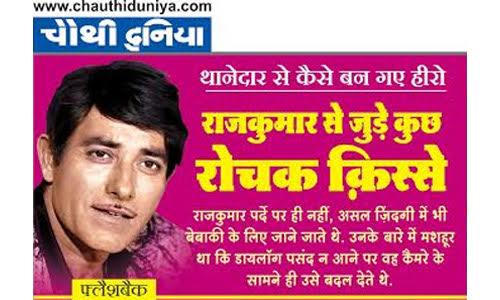 www.chauthiduniya.com
चौथी दुनिया
थानेदार से कैसे बन गए हीरो
राजकुमार से जुड़े कुछ
रोचक क़िस्से
राजकुमार पर्दे पर ही नहीं, असल ज़िंदगी में भी
बेबाकी के लिए जाने जाते थे. उनके बारे में मशहूर
था कि डायलॉग पसंद न आने पर वह कैमरे के
सामने ही उसे बदल देते थे.
फ्लैशबैक